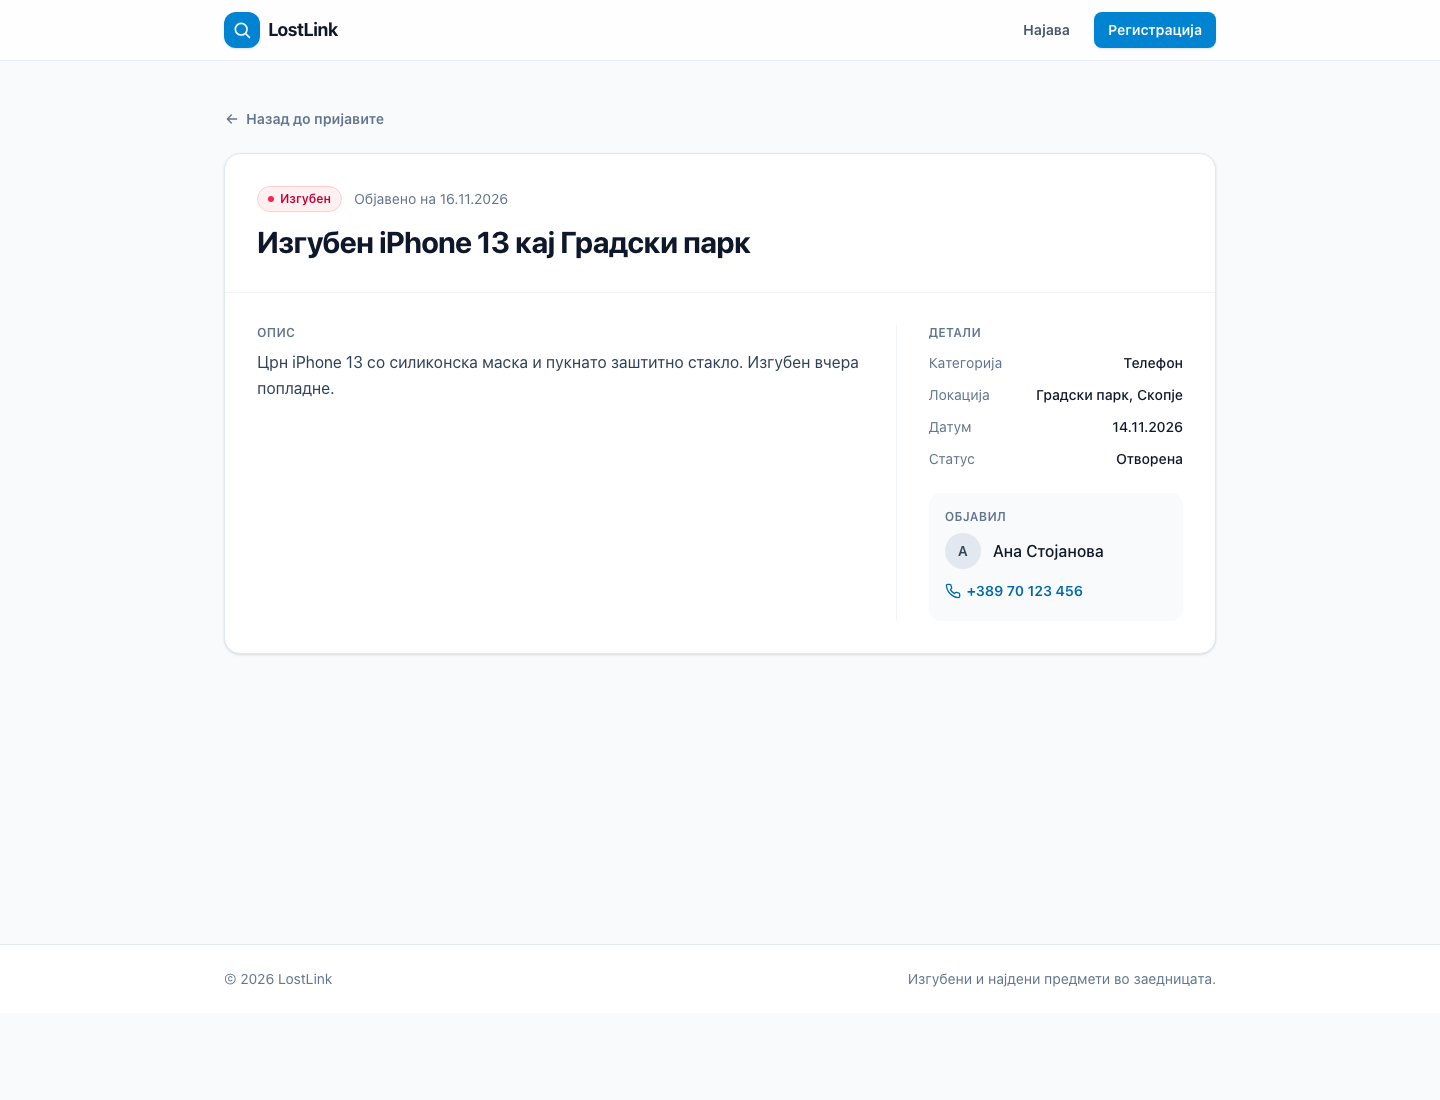 LostLink
Најава
Регистрација
← Назад до пријавите
Изгубен
Објавено на 16.11.2026
Изгубен iPhone 13 кај Градски парк
ОПИС
Црн iPhone 13 со силиконска маска и пукнато заштитно стакло. Изгубен вчера
попладне.
ДЕТАЛИ
Категорија Телефон
Локација Градски парк, Скопје
Датум 14.11.2026
Статус Отворена
ОБЈАВИЛ
А
Ана Стојанова
+389 70 123 456
© 2026 LostLink
Изгубени и најдени предмети во заедницата.